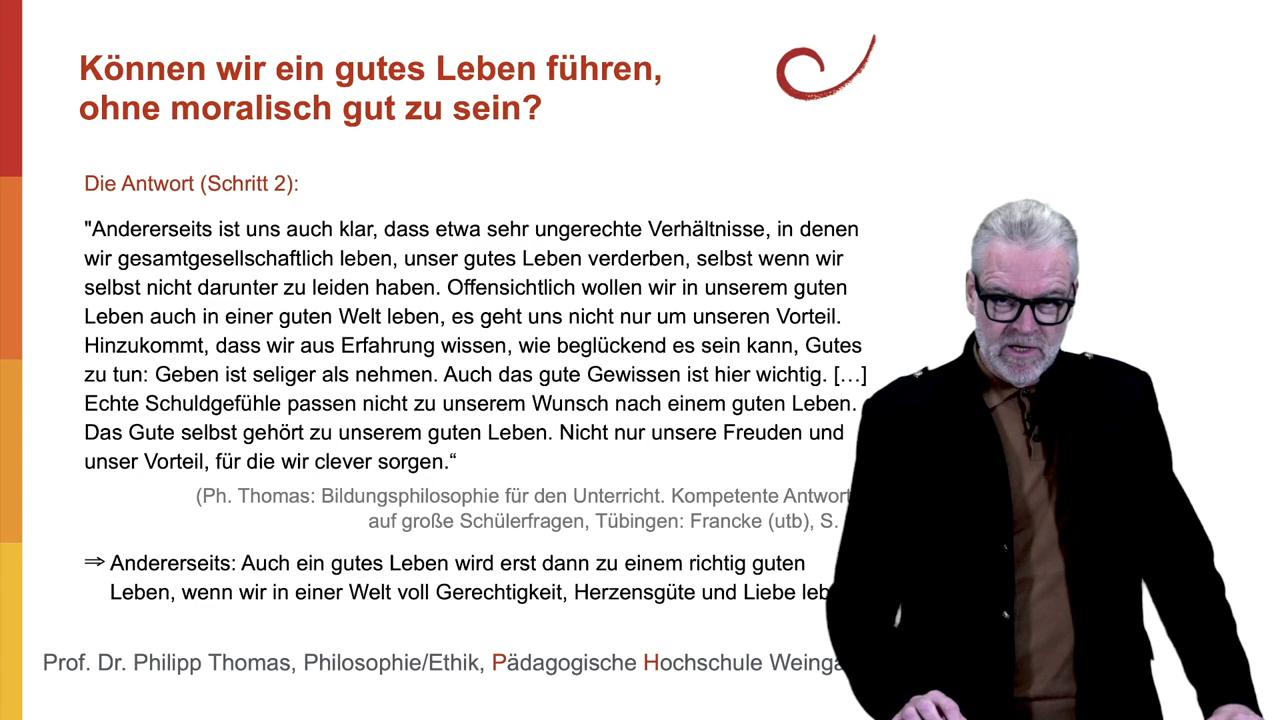 Können wir ein gutes Leben führen,
ohne moralisch gut zu sein?
Die Antwort (Schritt 2):
"Andererseits ist uns auch klar, dass etwa sehr ungerechte Verhältnisse, in denen
wir gesamtgesellschaftlich leben, unser gutes Leben verderben, selbst wenn wir
selbst nicht darunter zu leiden haben. Offensichtlich wollen wir in unserem guten
Leben auch in einer guten Welt leben, es geht uns nicht nur um unseren Vorteil.
Hinzukommt, dass wir aus Erfahrung wissen, wie beglückend es sein kann, Gutes
zu tun: Geben ist seliger als nehmen. Auch das gute Gewissen ist hier wichtig. […]
Echte Schuldgefühle passen nicht zu unserem Wunsch nach einem guten Leben.
Das Gute selbst gehört zu unserem guten Leben. Nicht nur unsere Freuden und
unser Vorteil, für die wir clever sorgen.“
(Ph. Thomas: Bildungsphilosophie für den Unterricht. Kompetente
auf große Schülerfragen, Tübingen: Francke (utb), S.
⇒ Andererseits: Auch ein gutes Leben wird erst dann zu einem richtig guten
Leben, wenn wir in einer Welt voll Gerechtigkeit, Herzensgüte und Liebe
Prof. Dr. Philipp Thomas, Philosophie/Ethik, Pädagogische Hochschule